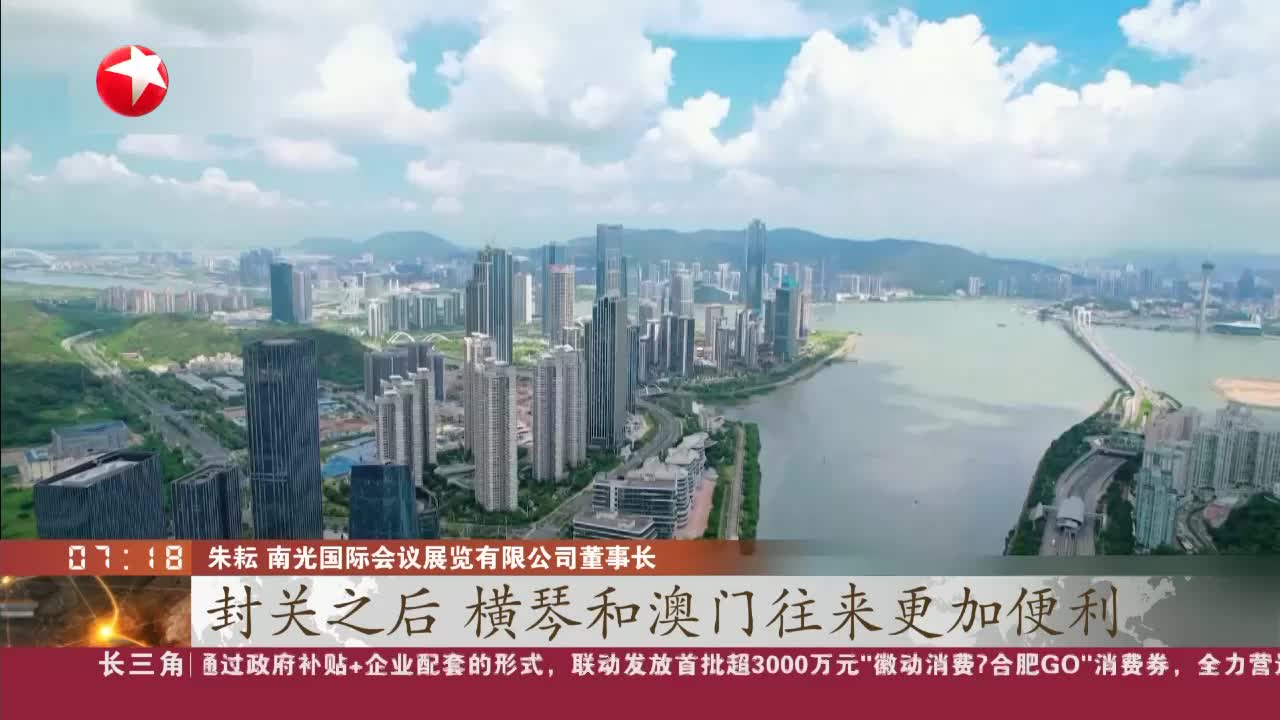 07:18 朱耘 南光国际会议展览有限公司董事长
封关之后 横琴和澳门往来更加便利
长三角 通过政府补贴+企业配套的形式，联动发放首批超3000万元"徽动消费?合肥GO"消费券，全力营造